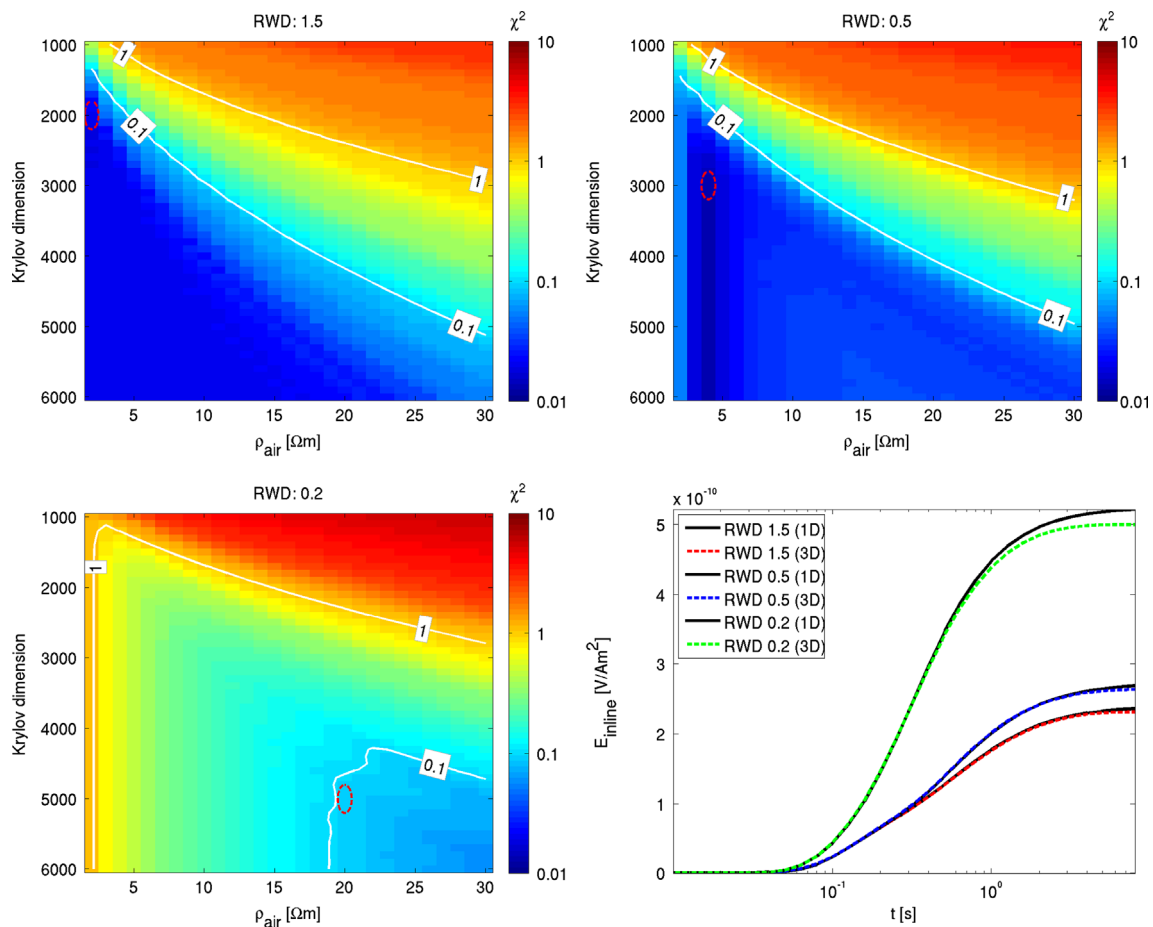 RWD: 1.5
χ²
1000
2000
3000
4000
5000
6000
Krylov dimension
5 10 15 20 25 30
ρair [Ωm]
10
1
0.1
0.01
1
0.1
0.1
1
RWD: 0.5
χ²
1000
2000
3000
4000
5000
6000
Krylov dimension
5 10 15 20 25 30
ρair [Ωm]
10
1
0.1
0.01
1
0.1
1
0.1
RWD: 0.2
χ²
1000
2000
3000
4000
5000
6000
Krylov dimension
5 10 15 20 25 30
ρair [Ωm]
10
1
0.1
0.01
1
1
0.1
x 10⁻¹⁰
5
4
3
2
1
0
Einline [V/Am²]
RWD 1.5 (1D)
RWD 1.5 (3D)
RWD 0.5 (1D)
RWD 0.5 (3D)
RWD 0.2 (1D)
RWD 0.2 (3D)
10⁻¹ 10⁰
t [s]